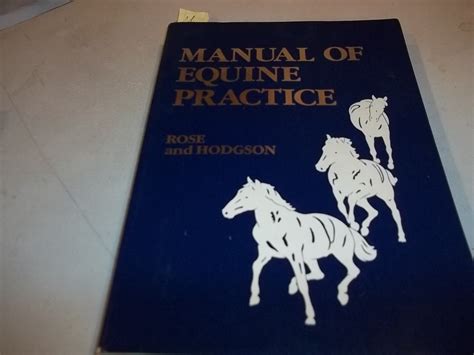 MANUAL OF
EQUINE
PRACTICE
ROSE
and HODGSON